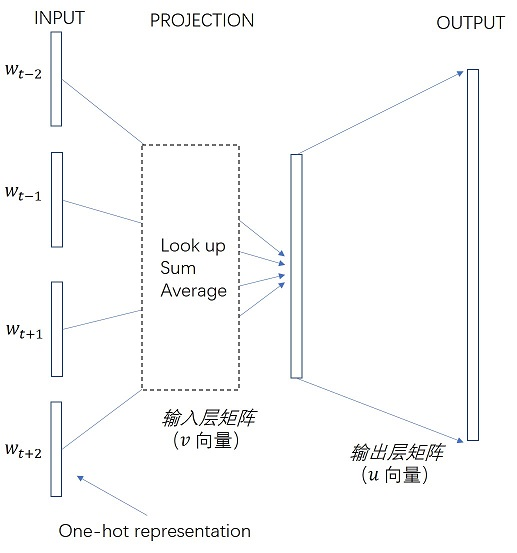 INPUT
PROJECTION
OUTPUT
w_{t−2}
w_{t−1}
w_{t+1}
w_{t+2}
Look up
Sum
Average
输入层矩阵
（v 向量）
输出层矩阵
（u 向量）
One-hot representation